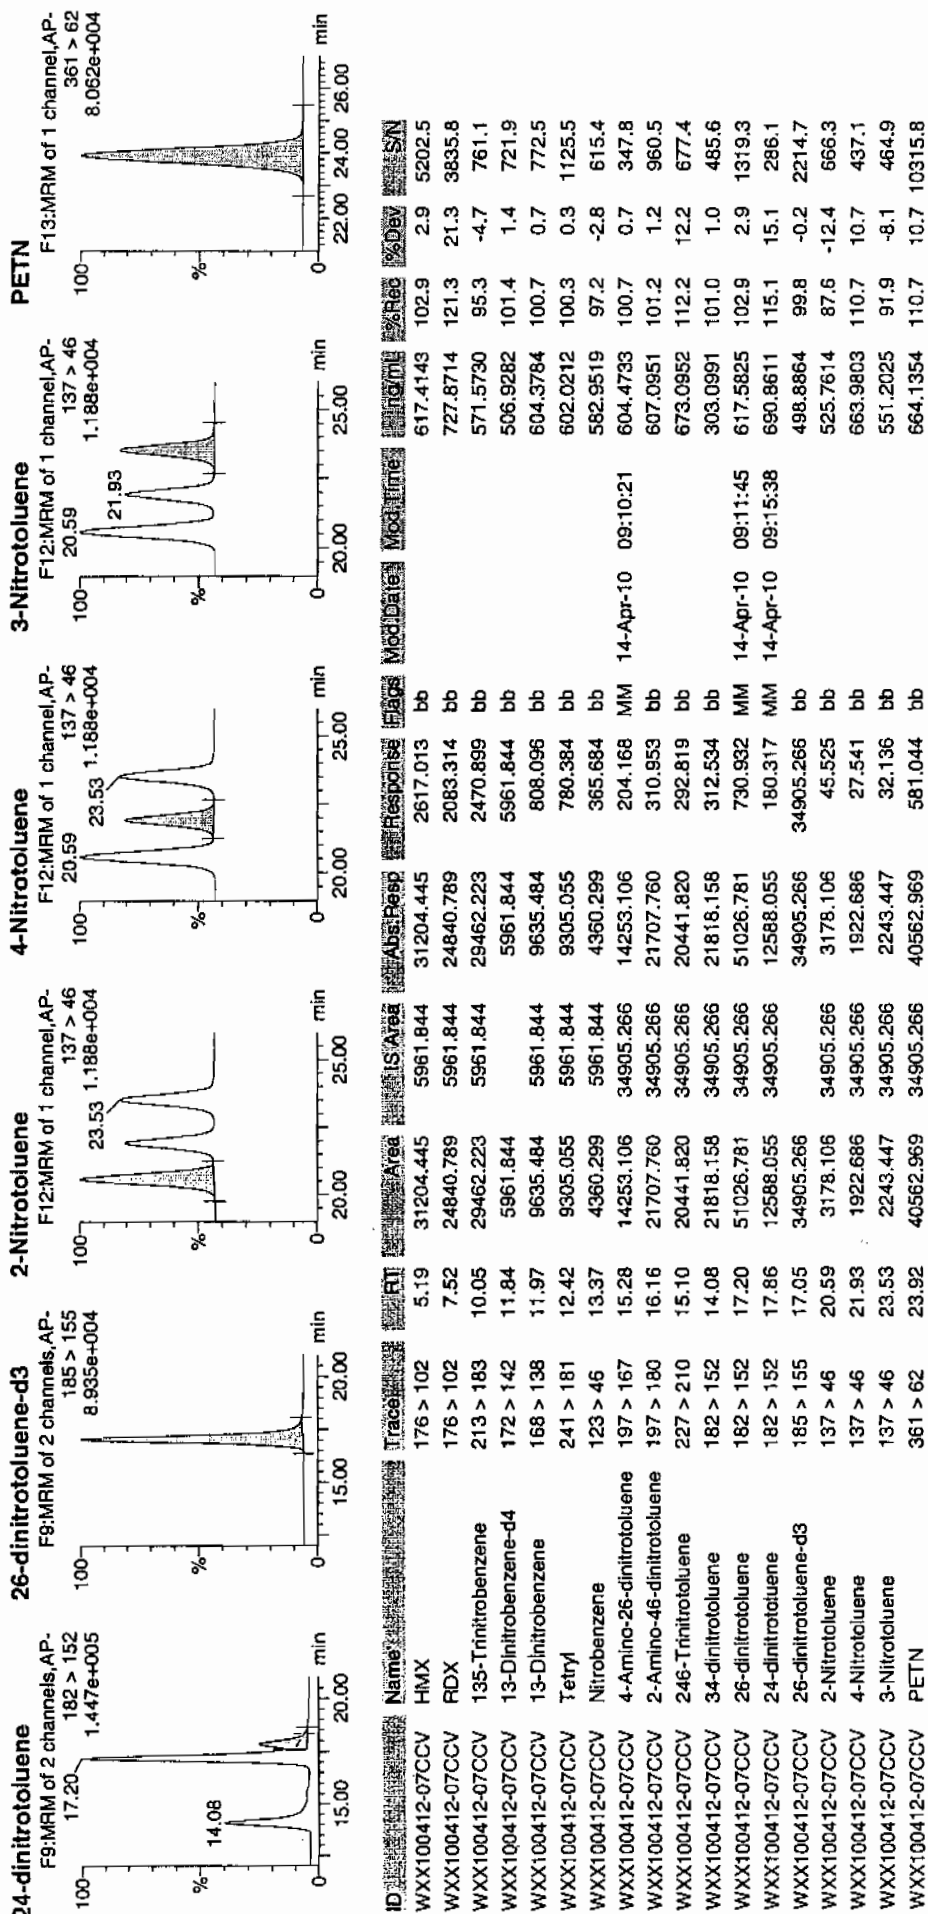 24-dinitrotoluene
F9:MRM of 2 channels,AP-
182 > 152
1.447e+005
17.20
14.08
100
%
0
15.00 20.00 min
26-dinitrotoluene-d3
F9:MRM of 2 channels,AP-
185 > 155
8.935e+004
100
%
0
15.00 20.00 min
2-Nitrotoluene
F12:MRM of 1 channel,AP-
137 > 46
1.188e+004
23.53
100
%
0
20.00 25.00 min
4-Nitrotoluene
F12:MRM of 1 channel,AP-
137 > 46
1.188e+004
20.59
23.53
100
%
0
20.00 25.00 min
3-Nitrotoluene
F12:MRM of 1 channel,AP-
137 > 46
1.188e+004
20.59
21.93
100
%
0
20.00 25.00 min
PETN
F13:MRM of 1 channel,AP-
361 > 62
8.062e+004
100
%
0
22.00 24.00 26.00 min
ID Name Trace RT Area IS Area Abs.Resp Response Flags Mod.Date Mod.Time ng/mL %Rec %Dev S/N
WXX100412-07CCV HMX 176 > 102 5.19 31204.445 5961.844 31204.445 2617.013 bb 617.4143 102.9 2.9 5202.5
WXX100412-07CCV RDX 176 > 102 7.52 24840.789 5961.844 24840.789 2083.314 bb 727.8714 121.3 21.3 3835.8
WXX100412-07CCV 135-Trinitrobenzene 213 > 183 10.05 29462.223 5961.844 29462.223 2470.899 bb 571.5730 95.3 -4.7 761.1
WXX100412-07CCV 13-Dinitrobenzene-d4 172 > 142 11.84 5961.844 5961.844 5961.844 bb 506.9282 101.4 1.4 721.9
WXX100412-07CCV 13-Dinitrobenzene 168 > 138 11.97 9635.484 5961.844 9635.484 808.096 bb 604.3784 100.7 0.7 772.5
WXX100412-07CCV Tetryl 241 > 181 12.42 9305.055 5961.844 9305.055 780.384 bb 602.0212 100.3 0.3 1125.5
WXX100412-07CCV Nitrobenzene 123 > 46 13.37 4360.299 5961.844 4360.299 365.684 bb 582.9519 97.2 -2.8 615.4
WXX100412-07CCV 4-Amino-26-dinitrotoluene 197 > 167 15.28 14253.106 34905.266 14253.106 204.168 MM 14-Apr-10 09:10:21 604.4733 100.7 0.7 347.8
WXX100412-07CCV 2-Amino-46-dinitrotoluene 197 > 180 16.16 21707.760 34905.266 21707.760 310.953 bb 607.0951 101.2 1.2 960.5
WXX100412-07CCV 246-Trinitrotoluene 227 > 210 15.10 20441.820 34905.266 20441.820 292.819 bb 673.0952 112.2 12.2 677.4
WXX100412-07CCV 34-dinitrotoluene 182 > 152 14.08 21818.158 34905.266 21818.158 312.534 bb 303.0991 101.0 1.0 485.6
WXX100412-07CCV 26-dinitrotoluene 182 > 152 17.20 51026.781 34905.266 51026.781 730.932 MM 14-Apr-10 09:11:45 617.5825 102.9 2.9 1319.3
WXX100412-07CCV 24-dinitrotoluene 182 > 152 17.86 12588.055 34905.266 12588.055 180.317 MM 14-Apr-10 09:15:38 690.8611 115.1 15.1 286.1
WXX100412-07CCV 26-dinitrotoluene-d3 185 > 155 17.05 34905.266 34905.266 34905.266 bb 498.8864 99.8 -0.2 2214.7
WXX100412-07CCV 2-Nitrotoluene 137 > 46 20.59 3178.106 34905.266 3178.106 45.525 bb 525.7614 87.6 -12.4 666.3
WXX100412-07CCV 4-Nitrotoluene 137 > 46 21.93 1922.686 34905.266 1922.686 27.541 bb 663.9803 110.7 10.7 437.1
WXX100412-07CCV 3-Nitrotoluene 137 > 46 23.53 2243.447 34905.266 2243.447 32.136 bb 551.2025 91.9 -8.1 464.9
WXX100412-07CCV PETN 361 > 62 23.92 40562.969 34905.266 40562.969 581.044 bb 664.1354 110.7 10.7 10315.8